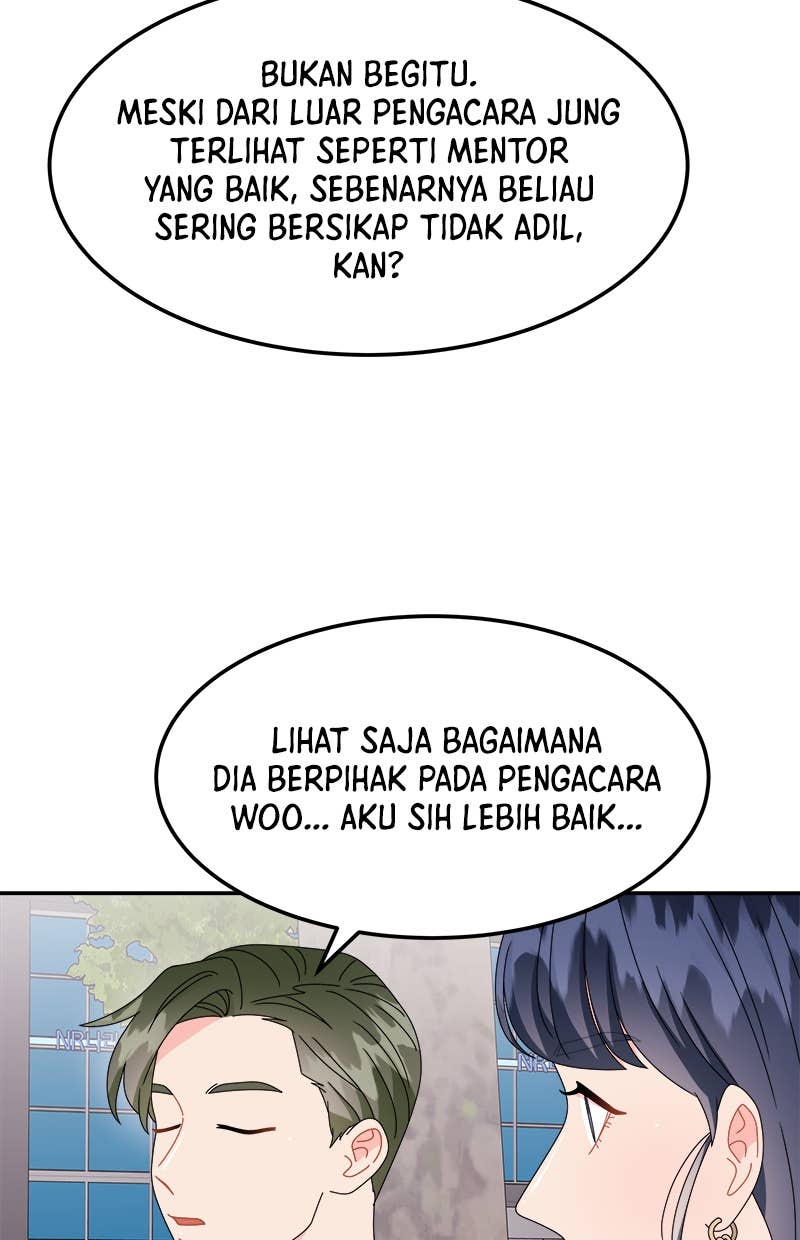 BUKAN BEGITU.
MESKI DARI LUAR PENGACARA JUNG
TERLIHAT SEPERTI MENTOR
YANG BAIK, SEBENARNYA BELIAU
SERING BERSIKAP TIDAK ADIL,
KAN?
LIHAT SAJA BAGAIMANA
DIA BERPIHAK PADA PENGACARA
WOO... AKU SIH LEBIH BAIK...